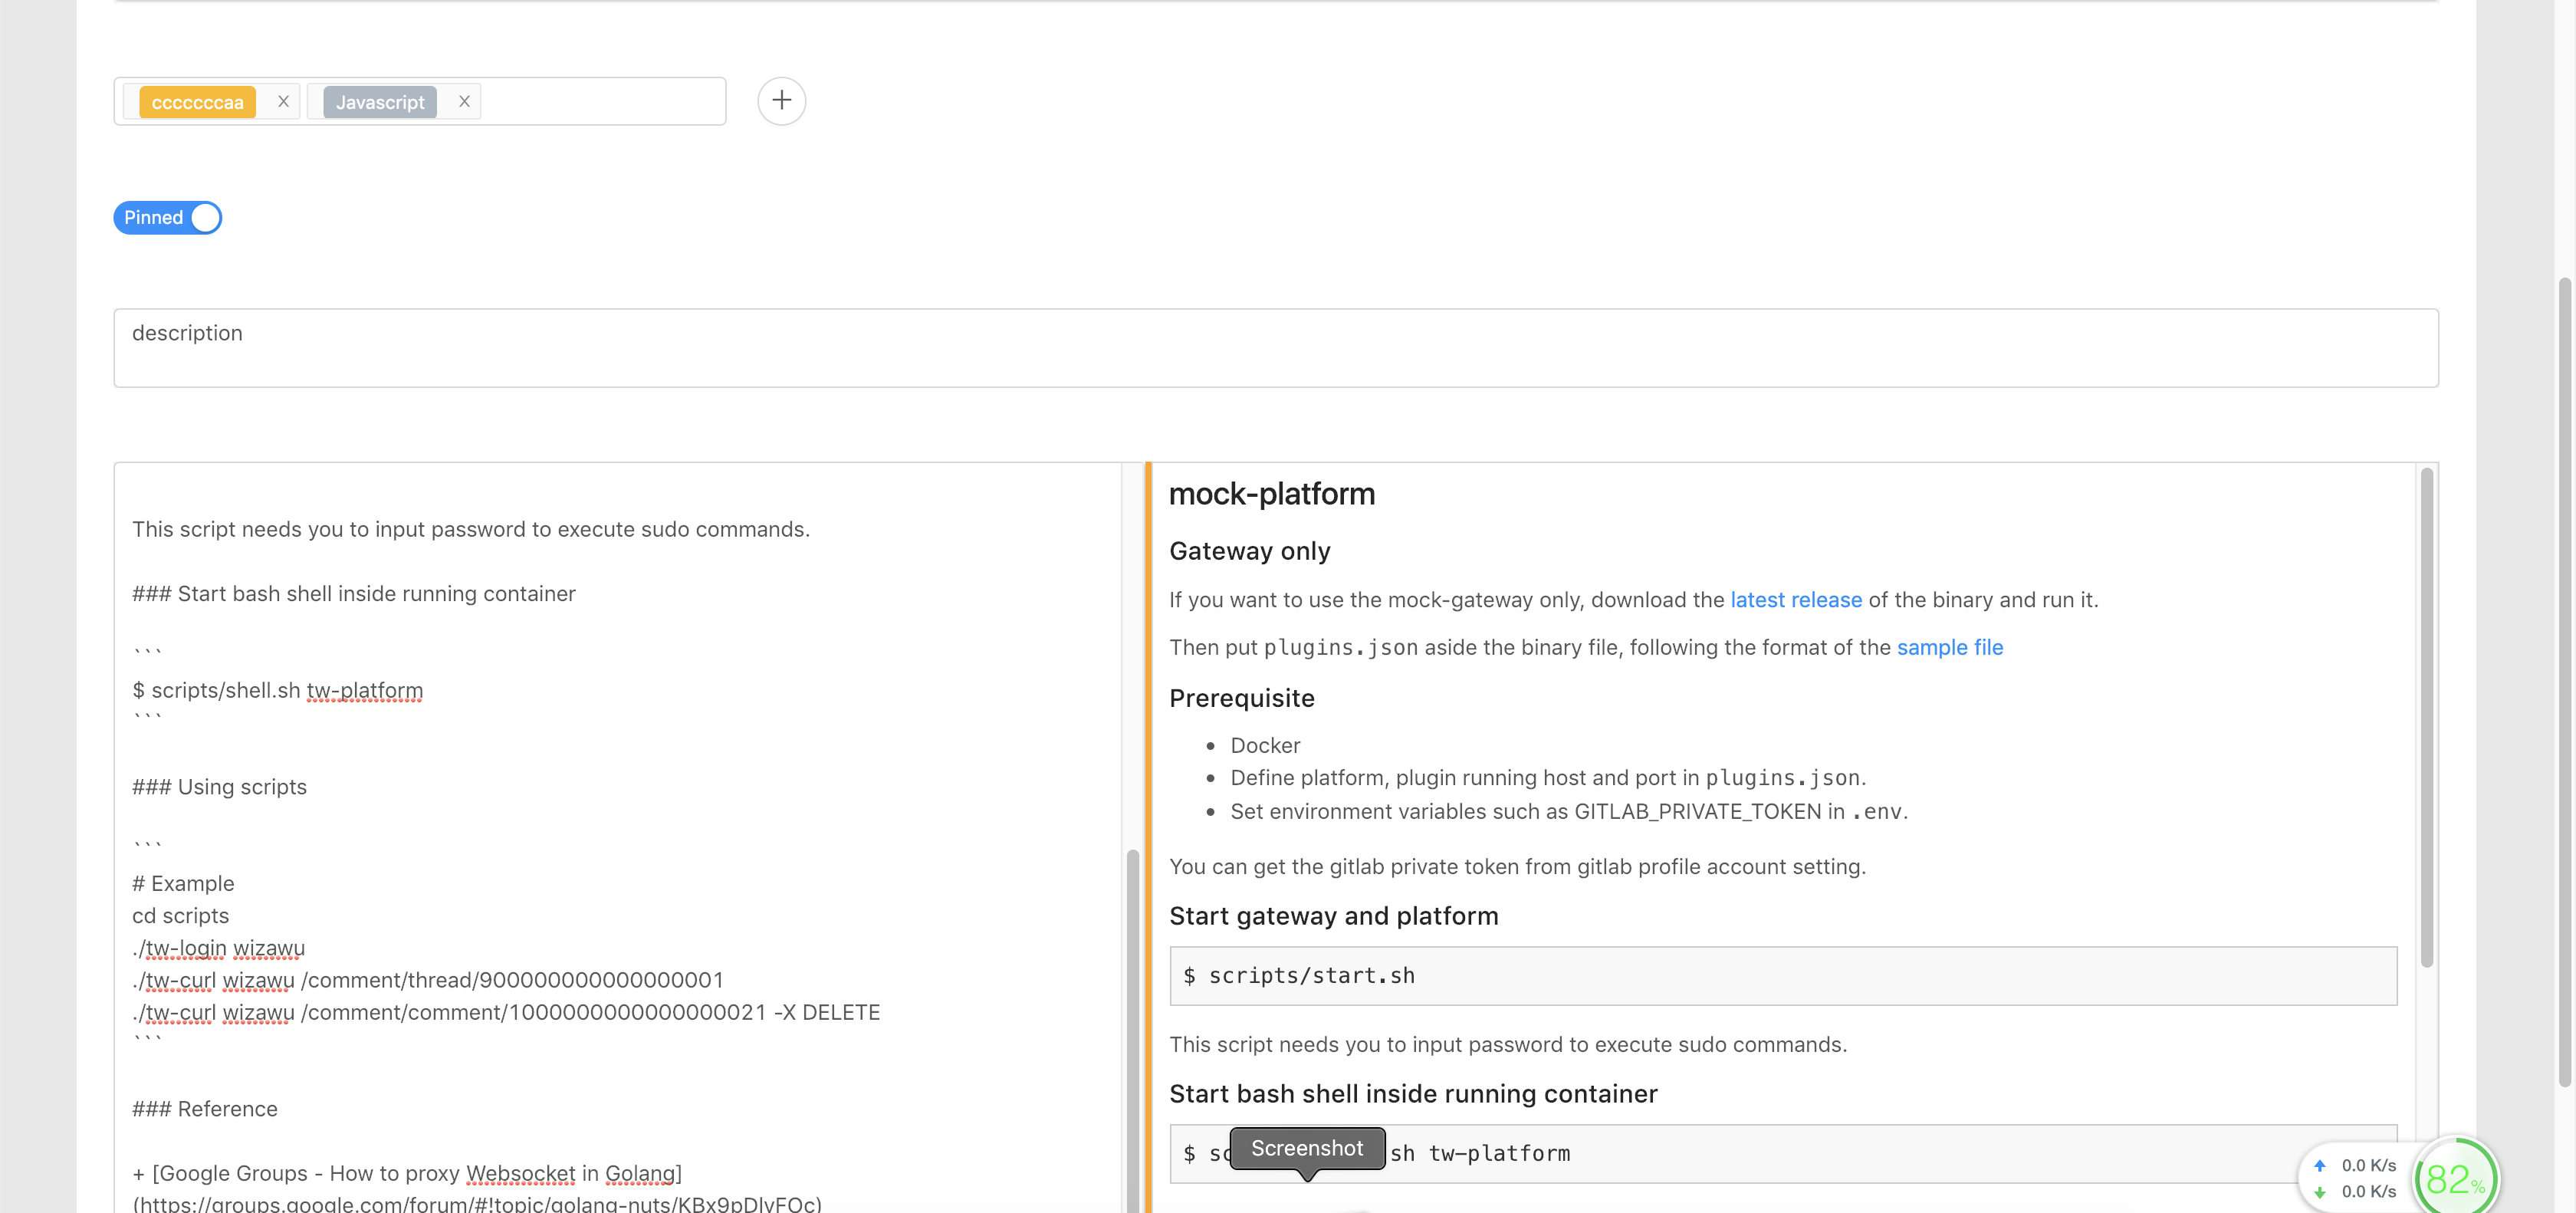 cccccccaa Javascript
Pinned
description
This script needs you to input password to execute sudo commands.
### Start bash shell inside running container
```
$ scripts/shell.sh tw-platform
```
### Using scripts
```
# Example
cd scripts
./tw-login wizawu
./tw-curl wizawu /comment/thread/900000000000000001
./tw-curl wizawu /comment/comment/1000000000000000021 -X DELETE
```
### Reference
+ [Google Groups - How to proxy Websocket in Golang]
(https://groups.google.com/forum/#!topic/golang-nuts/KBx9pDlvFOc)
mock-platform
Gateway only
If you want to use the mock-gateway only, download the latest release of the binary and run it.
Then put plugins.json aside the binary file, following the format of the sample file
Prerequisite
Docker
Define platform, plugin running host and port in plugins.json.
Set environment variables such as GITLAB_PRIVATE_TOKEN in .env.
You can get the gitlab private token from gitlab profile account setting.
Start gateway and platform
$ scripts/start.sh
This script needs you to input password to execute sudo commands.
Start bash shell inside running container
$ sc sh tw-platform
Screenshot
0.0 K/s
0.0 K/s
82%